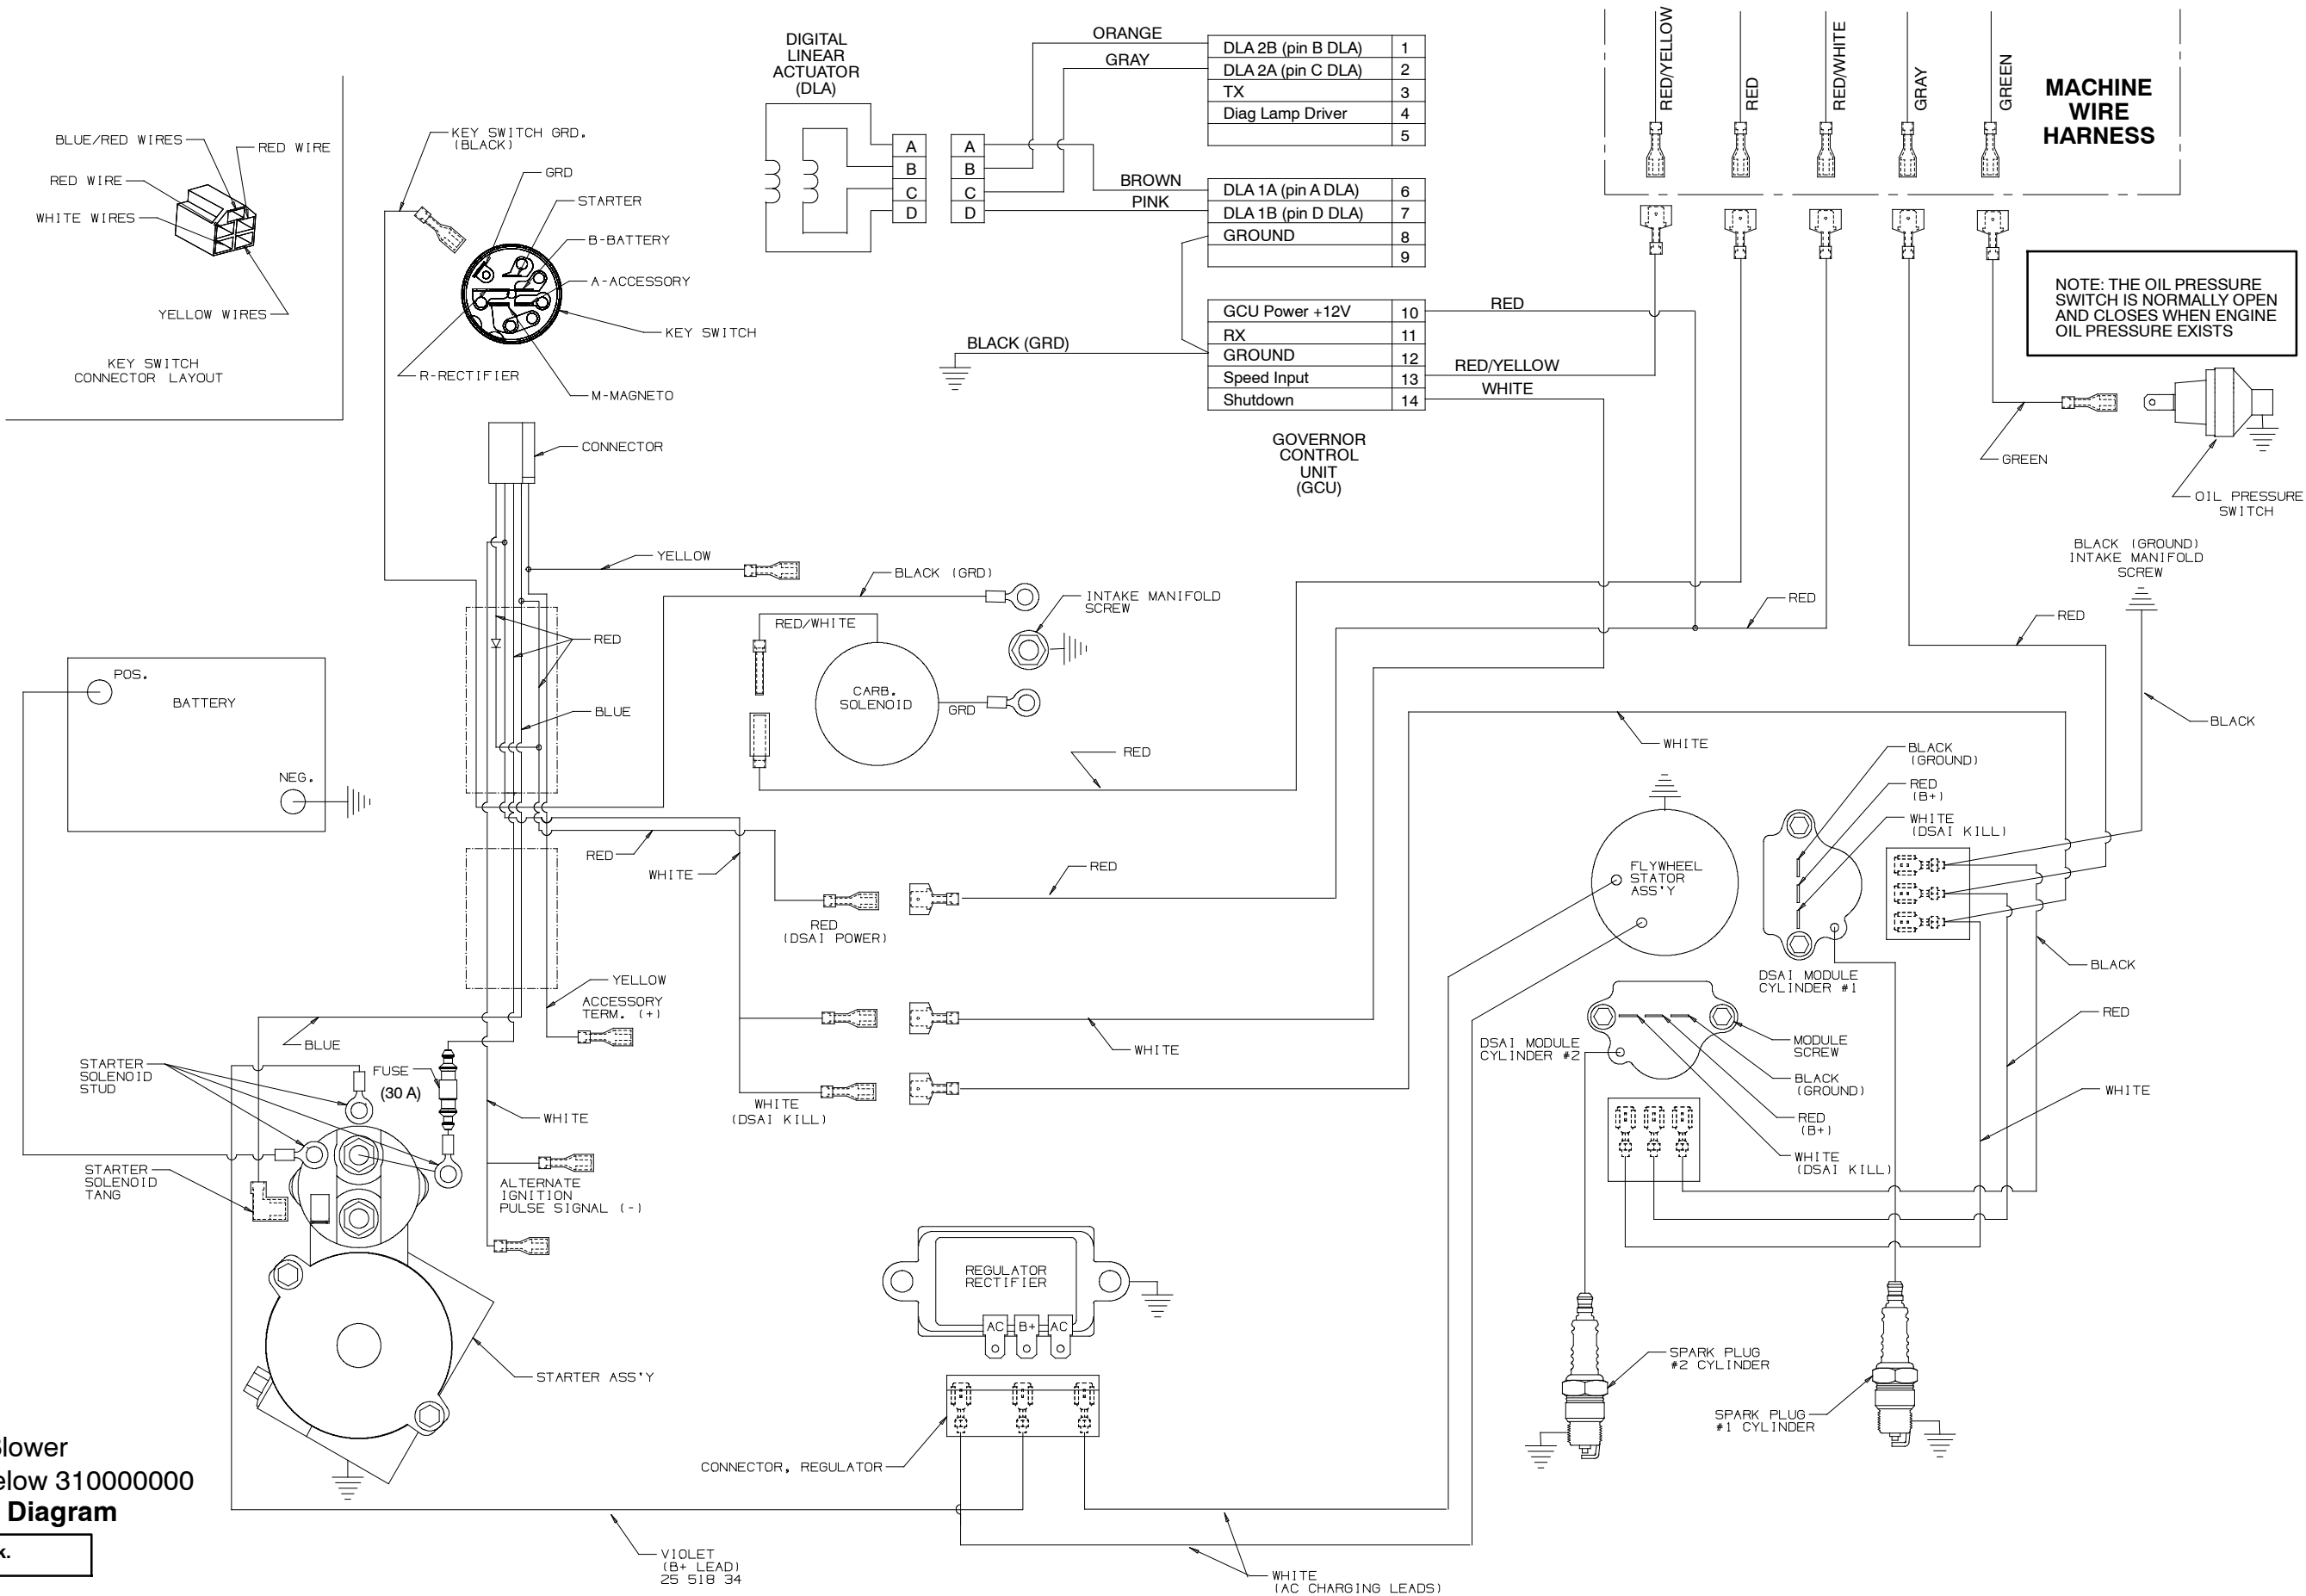 DIGITAL
LINEAR
ACTUATOR
(DLA)
ORANGE
GRAY
BROWN
PINK
A
B
C
D
A
B
C
D
DLA 2B (pin B DLA) 1
DLA 2A (pin C DLA) 2
TX 3
Diag Lamp Driver 4
5
DLA 1A (pin A DLA) 6
DLA 1B (pin D DLA) 7
GROUND 8
9
GCU Power +12V 10
RX 11
GROUND 12
Speed Input 13
Shutdown 14
RED
BLACK (GRD)
RED/YELLOW
WHITE
GOVERNOR
CONTROL
UNIT
(GCU)
RED/YELLOW
RED
RED/WHITE
GRAY
GREEN
MACHINE
WIRE
HARNESS
NOTE: THE OIL PRESSURE
SWITCH IS NORMALLY OPEN
AND CLOSES WHEN ENGINE
OIL PRESSURE EXISTS
GREEN
OIL PRESSURE
SWITCH
BLUE/RED WIRES
RED WIRE
RED WIRE
WHITE WIRES
YELLOW WIRES
KEY SWITCH
CONNECTOR LAYOUT
KEY SWITCH GRD.
(BLACK)
GRD
STARTER
B-BATTERY
A-ACCESSORY
KEY SWITCH
R-RECTIFIER
M-MAGNETO
CONNECTOR
YELLOW
BLACK (GRD)
INTAKE MANIFOLD
SCREW
RED/WHITE
RED
BLUE
CARB.
SOLENOID
GRD
RED
RED
BLACK (GROUND)
INTAKE MANIFOLD
SCREW
RED
BLACK
WHITE
POS.
BATTERY
NEG.
RED
WHITE
RED
RED
(DSAI POWER)
YELLOW
ACCESSORY
TERM. (+)
BLUE
STARTER
SOLENOID
STUD
FUSE
(30 A)
WHITE
WHITE
WHITE
(DSAI KILL)
STARTER
SOLENOID
TANG
ALTERNATE
IGNITION
PULSE SIGNAL (-)
STARTER ASS'Y
FLYWHEEL
STATOR
ASS'Y
BLACK
(GROUND)
RED
(B+)
WHITE
(DSAI KILL)
DSAI MODULE
CYLINDER #1
BLACK
RED
WHITE
DSAI MODULE
CYLINDER #2
MODULE
SCREW
BLACK
(GROUND)
RED
(B+)
WHITE
(DSAI KILL)
REGULATOR
RECTIFIER
AC B+ AC
CONNECTOR, REGULATOR
SPARK PLUG
#2 CYLINDER
SPARK PLUG
#1 CYLINDER
VIOLET
(B+ LEAD)
25 518 34
WHITE
(AC CHARGING LEADS)
lower
elow 310000000
Diagram
k.